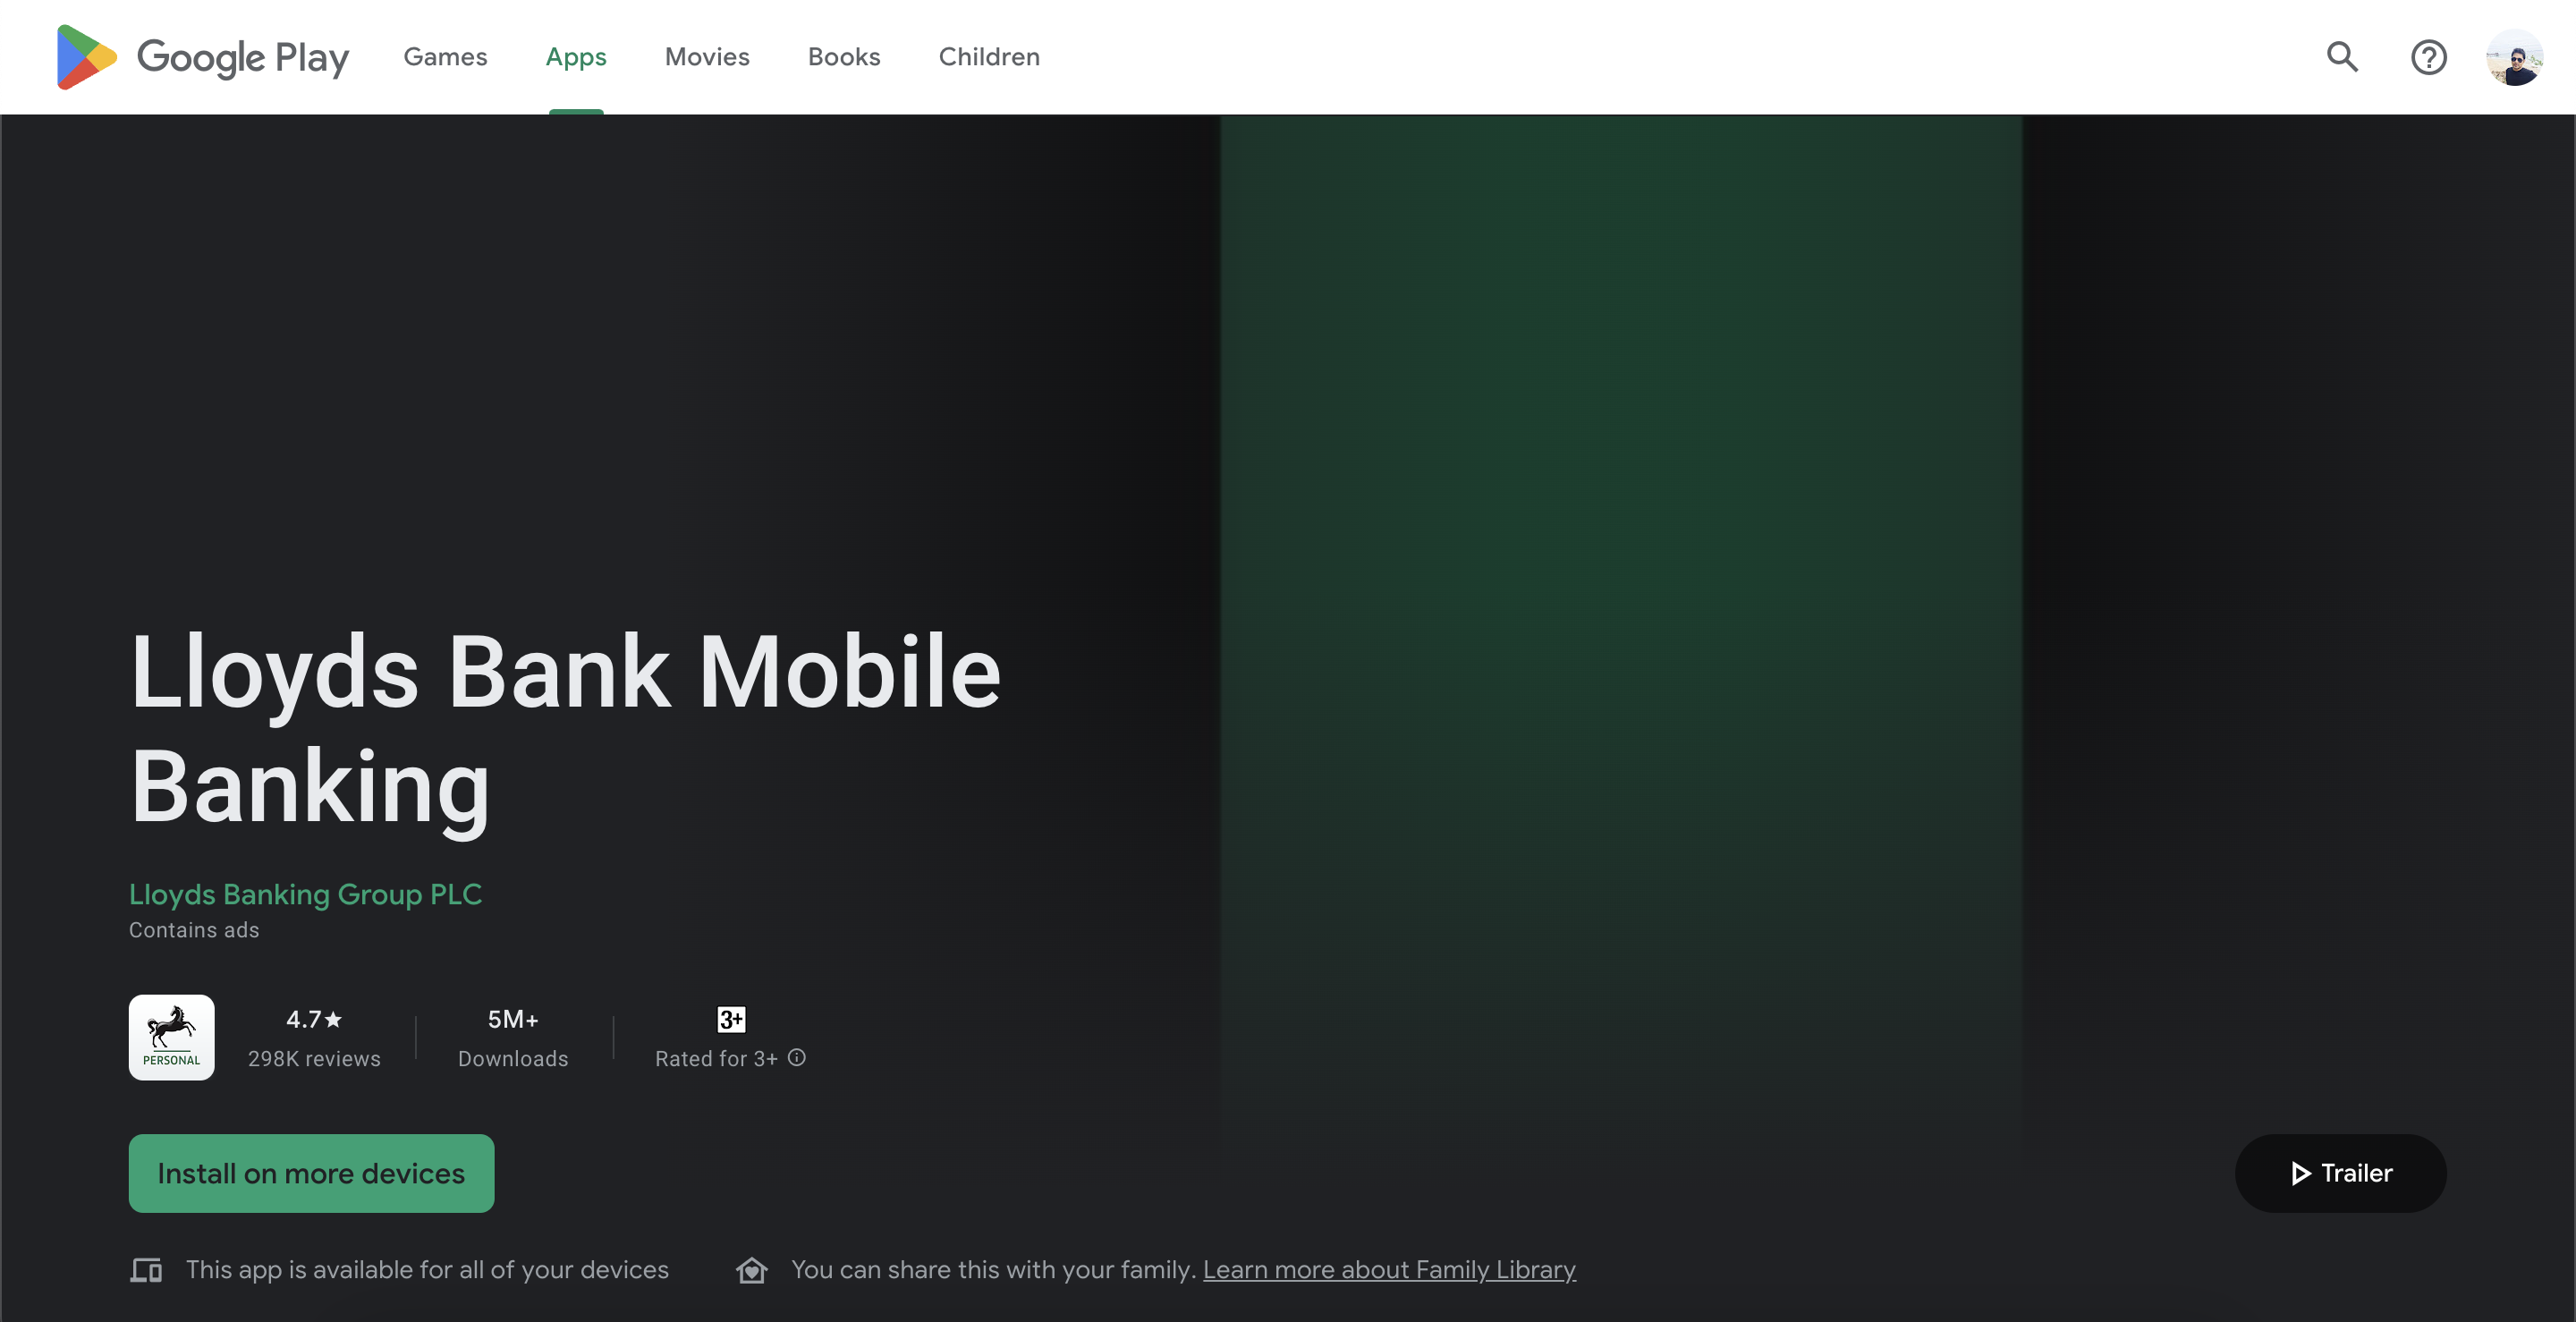 Google Play
Games
Apps
Movies
Books
Children
Lloyds Bank Mobile
Banking
Lloyds Banking Group PLC
Contains ads
PERSONAL
4.7★
298K reviews
5M+
Downloads
3+
Rated for 3+
Install on more devices
Trailer
This app is available for all of your devices
You can share this with your family. Learn more about Family Library